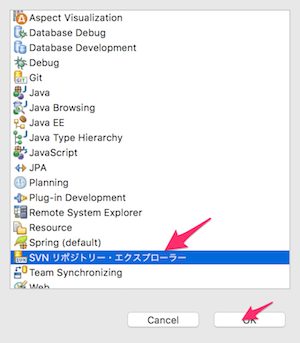 Aspect Visualization
Database Debug
Database Development
Debug
Git
Java
Java Browsing
Java EE
Java Type Hierarchy
JavaScript
JPA
Planning
Plug-in Development
Remote System Explorer
Resource
Spring (default)
SVN リポジトリー・エクスプローラー
Team Synchronizing
Web
Cancel
OK